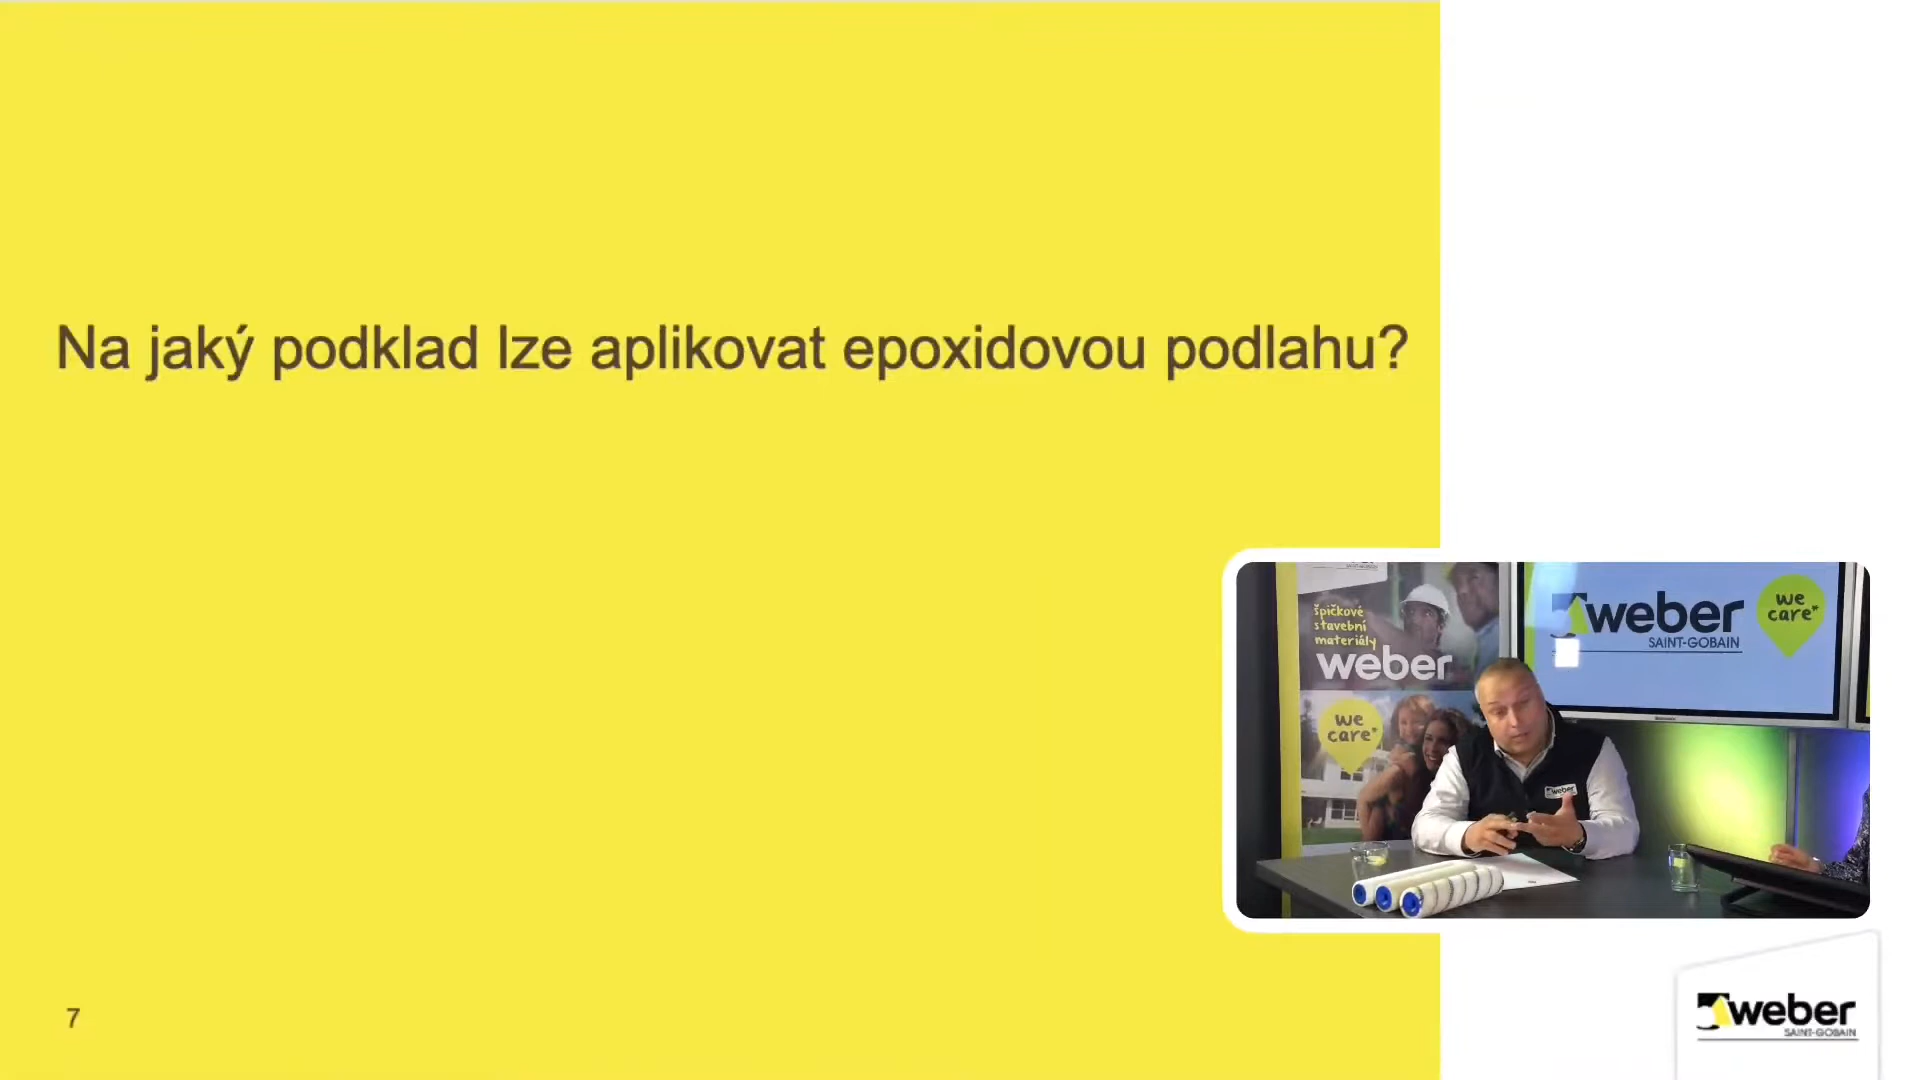 Na jaký podklad lze aplikovat epoxidovou podlahu?
špičkové
stavební
materiály
weber
we
care*
weber
SAINT-GOBAIN
we
care*
weber
7
weber
SAINT-GOBAIN